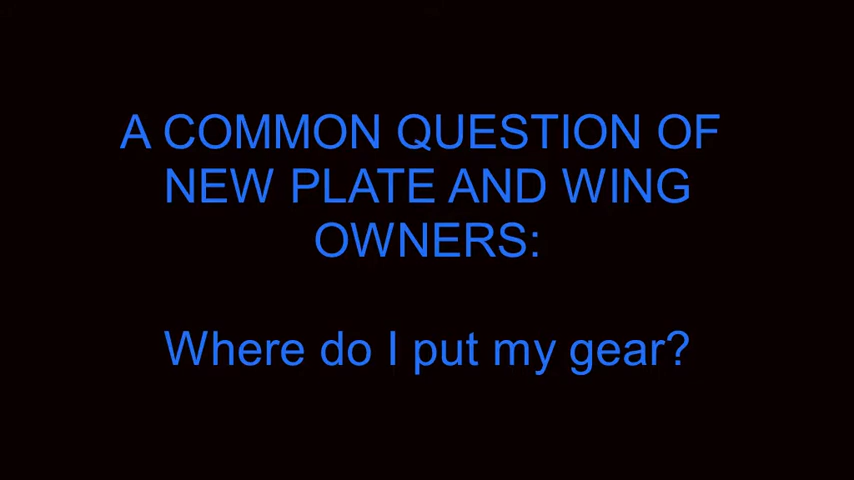 A COMMON QUESTION OF
NEW PLATE AND WING
OWNERS:
Where do I put my gear?